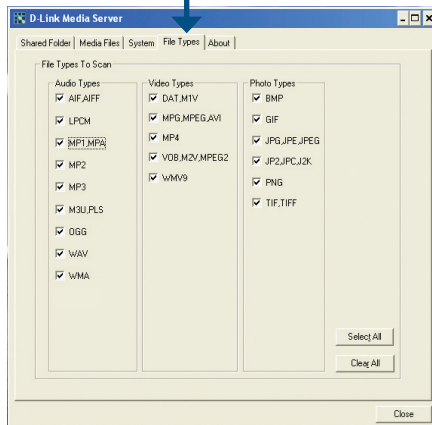 D-Link Media Server
Shared Folder | Media Files | System | File Types | About
File Types To Scan
Audio Types
AIF,AIFF
LPCM
MP1,MPA
MP2
MP3
M3U,PLS
OGG
WAV
WMA
Video Types
DAT,M1V
MPG,MPEG,AVI
MP4
VOB,M2V,MPEG2
WMV9
Photo Types
BMP
GIF
JPG,JPE,JPEG
JP2,JPC,J2K
PNG
TIF,TIFF
Select All
Clear All
Close